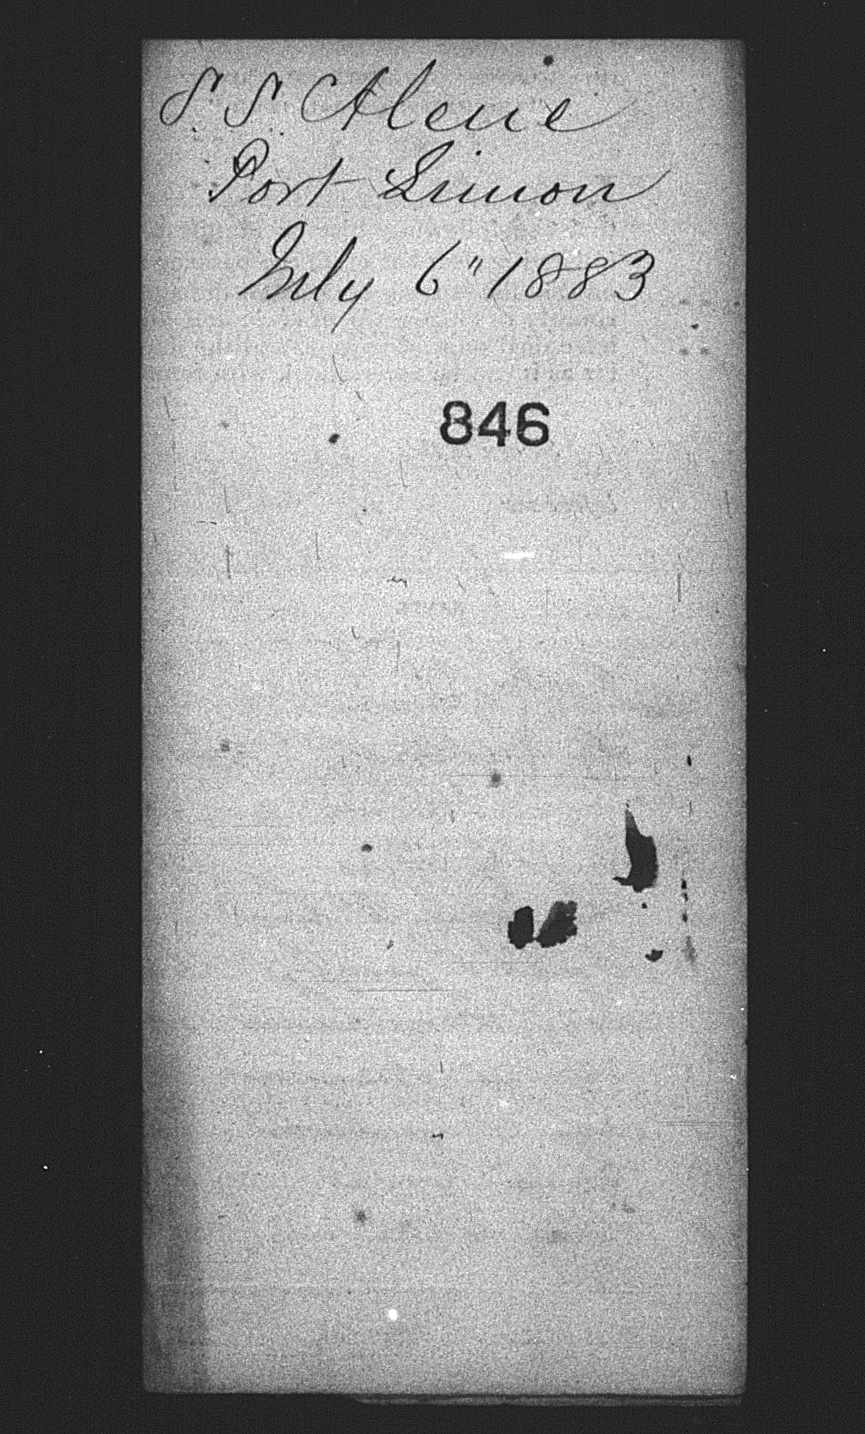 S S Alene
Port Limon
July 6" 1883
846